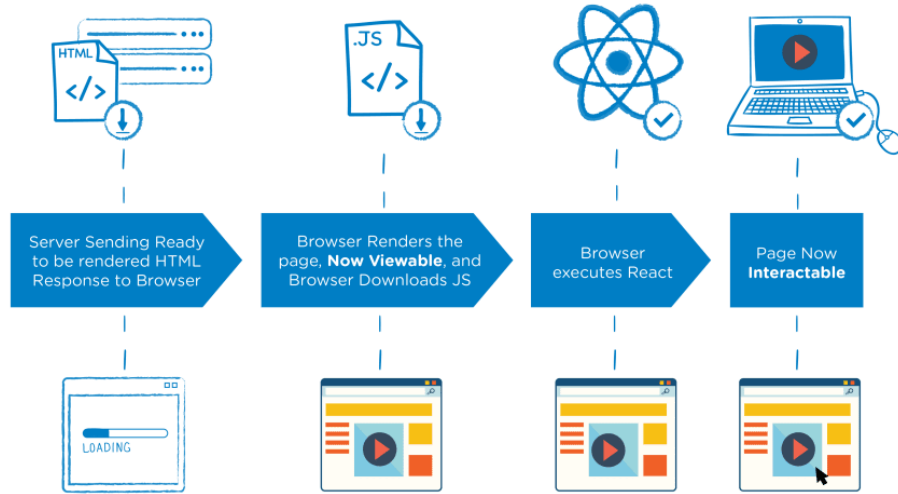 HTML
</>
.JS
</>
Server Sending Ready
to be rendered HTML
Response to Browser
Browser Renders the
page, Now Viewable, and
Browser Downloads JS
Browser
executes React
Page Now
Interactable
LOADING